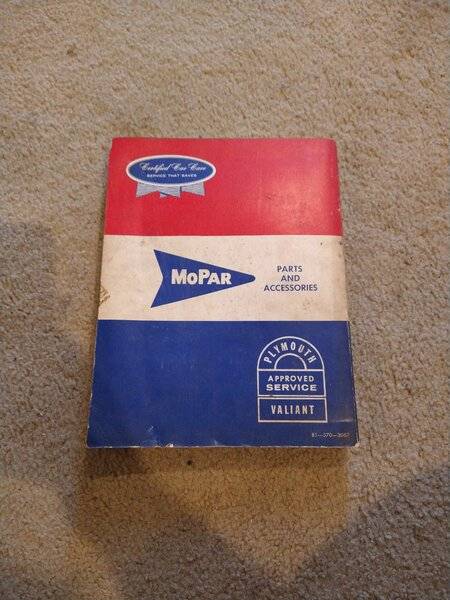 Certified Car Care
SERVICE THAT SAVES
MOPAR
PARTS
AND
ACCESSORIES
PLYMOUTH
APPROVED
SERVICE
VALIANT